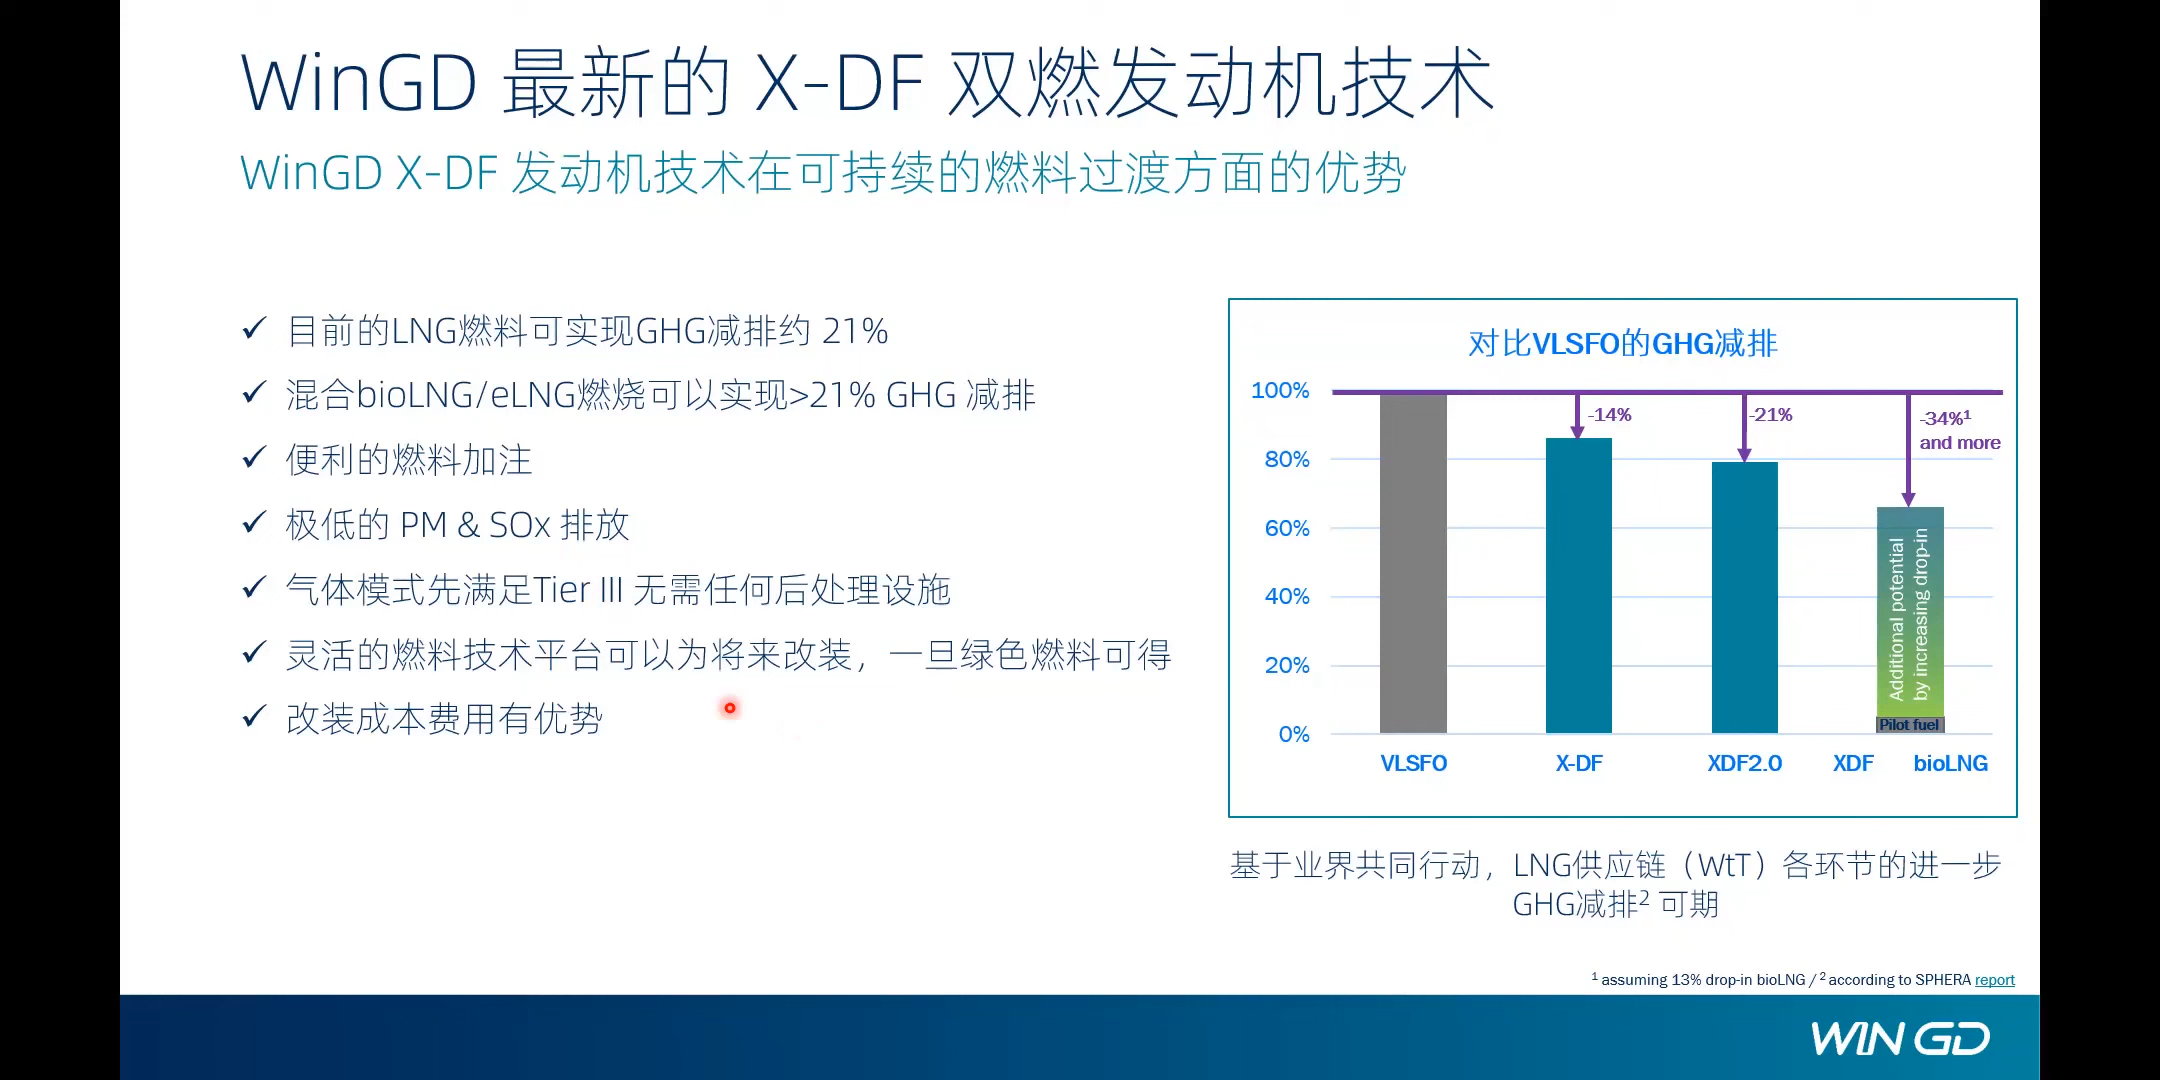 WinGD 最新的 X-DF 双燃发动机技术
WinGD X-DF 发动机技术在可持续的燃料过渡方面的优势
✓ 目前的LNG燃料可实现GHG减排约 21%
✓ 混合bioLNG/eLNG燃烧可以实现>21% GHG 减排
✓ 便利的燃料加注
✓ 极低的 PM & SOx 排放
✓ 气体模式先满足Tier III 无需任何后处理设施
✓ 灵活的燃料技术平台可以为将来改装，一旦绿色燃料可得
✓ 改装成本费用有优势
对比VLSFO的GHG减排
100%
80%
60%
40%
20%
0%
-14%
-21%
-34%¹
and more
Additional potential
by increasing drop-in
Pilot fuel
VLSFO
X-DF
XDF2.0
XDF bioLNG
基于业界共同行动，LNG供应链（WtT）各环节的进一步
GHG减排² 可期
¹ assuming 13% drop-in bioLNG / ² according to SPHERA report
WIN GD